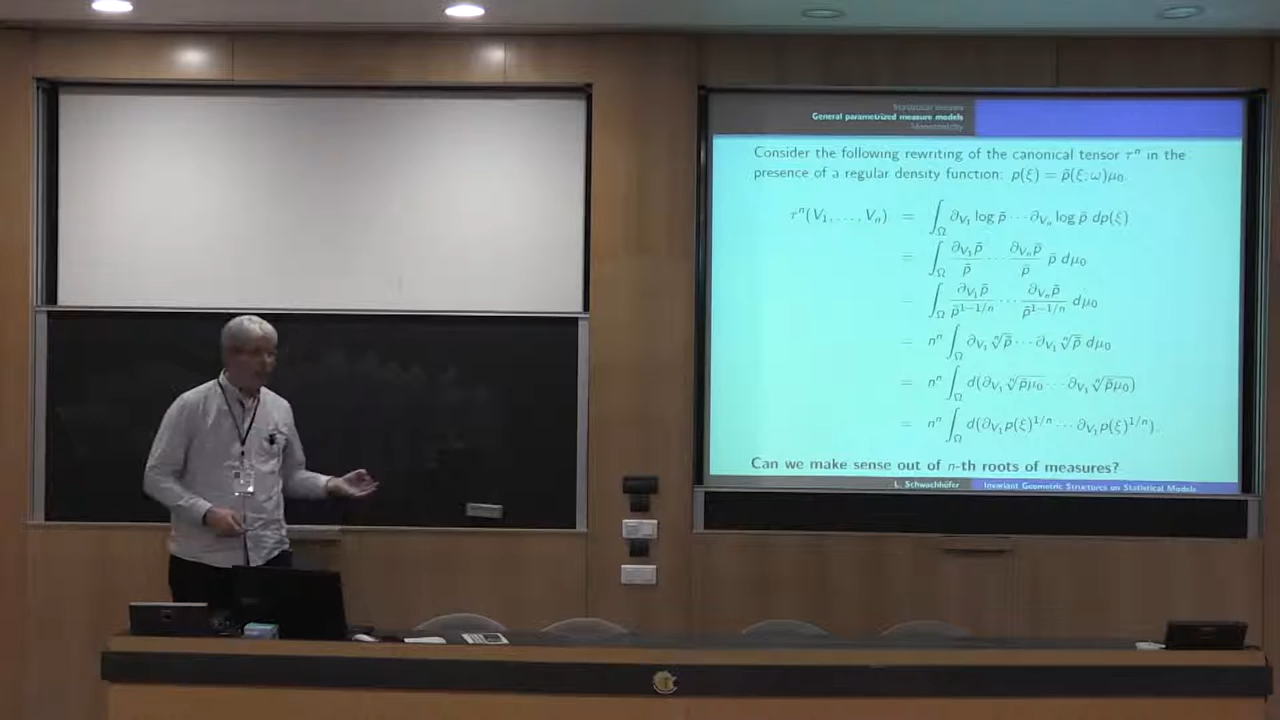 Statistical models
General parametrized measure models
Monotonicity
Consider the following rewriting of the canonical tensor τⁿ in the
presence of a regular density function: p(ξ) = p̄(ξ; ω)μ₀.
τⁿ(V₁, …, Vₙ) = ∫_Ω ∂_{V₁} log p̄ ⋯ ∂_{Vₙ} log p̄ dp(ξ)
= ∫_Ω ∂_{V₁}p̄/p̄ ⋯ ∂_{Vₙ}p̄/p̄ p̄ dμ₀
= ∫_Ω ∂_{V₁}p̄/p̄^{1−1/n} ⋯ ∂_{Vₙ}p̄/p̄^{1−1/n} dμ₀
= nⁿ ∫_Ω ∂_{V₁} ⁿ√p̄ ⋯ ∂_{V₁} ⁿ√p̄ dμ₀
= nⁿ ∫_Ω d(∂_{V₁} ⁿ√(p̄μ₀) ⋯ ∂_{V₁} ⁿ√(p̄μ₀))
= nⁿ ∫_Ω d(∂_{V₁}p(ξ)^{1/n} ⋯ ∂_{V₁}p(ξ)^{1/n}).
Can we make sense out of n-th roots of measures?
L. Schwachhöfer Invariant Geometric Structures on Statistical Models